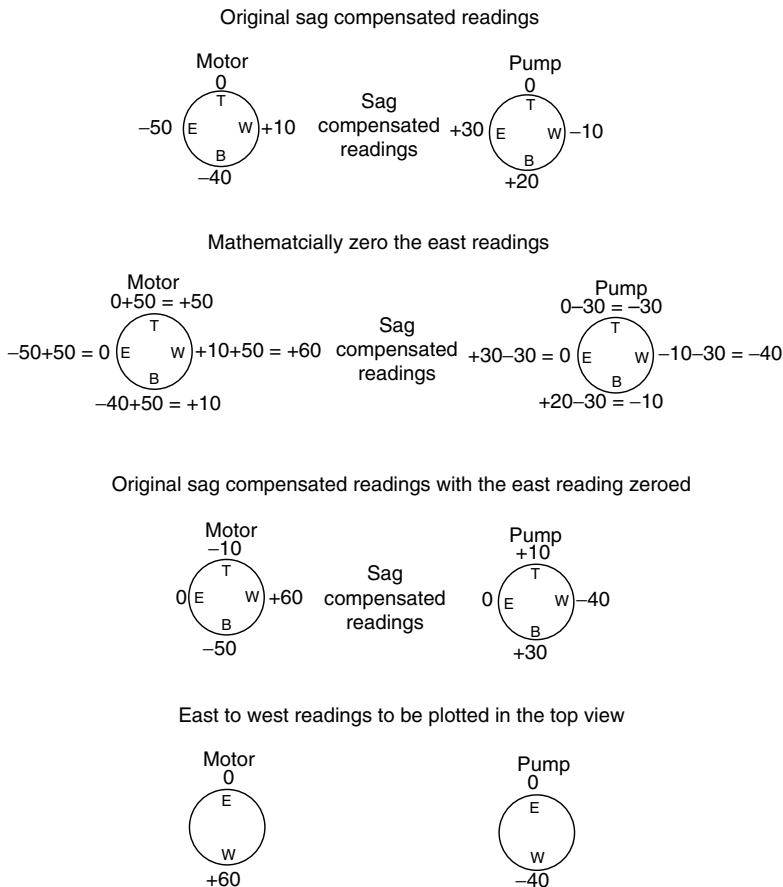 Original sag compensated readings
Motor
0
T
−50 E W +10
B
−40
Sag
compensated
readings
Pump
0
T
+30 E W −10
B
+20
Mathematcially zero the east readings
Motor
0+50 = +50
T
−50+50 = 0 E W +10+50 = +60
B
−40+50 = +10
Sag
compensated
readings
Pump
0−30 = −30
T
+30−30 = 0 E W −10−30 = −40
B
+20−30 = −10
Original sag compensated readings with the east reading zeroed
Motor
−10
T
0 E W +60
B
−50
Sag
compensated
readings
Pump
+10
T
0 E W −40
B
+30
East to west readings to be plotted in the top view
Motor
0
E
W
+60
Pump
0
E
W
−40